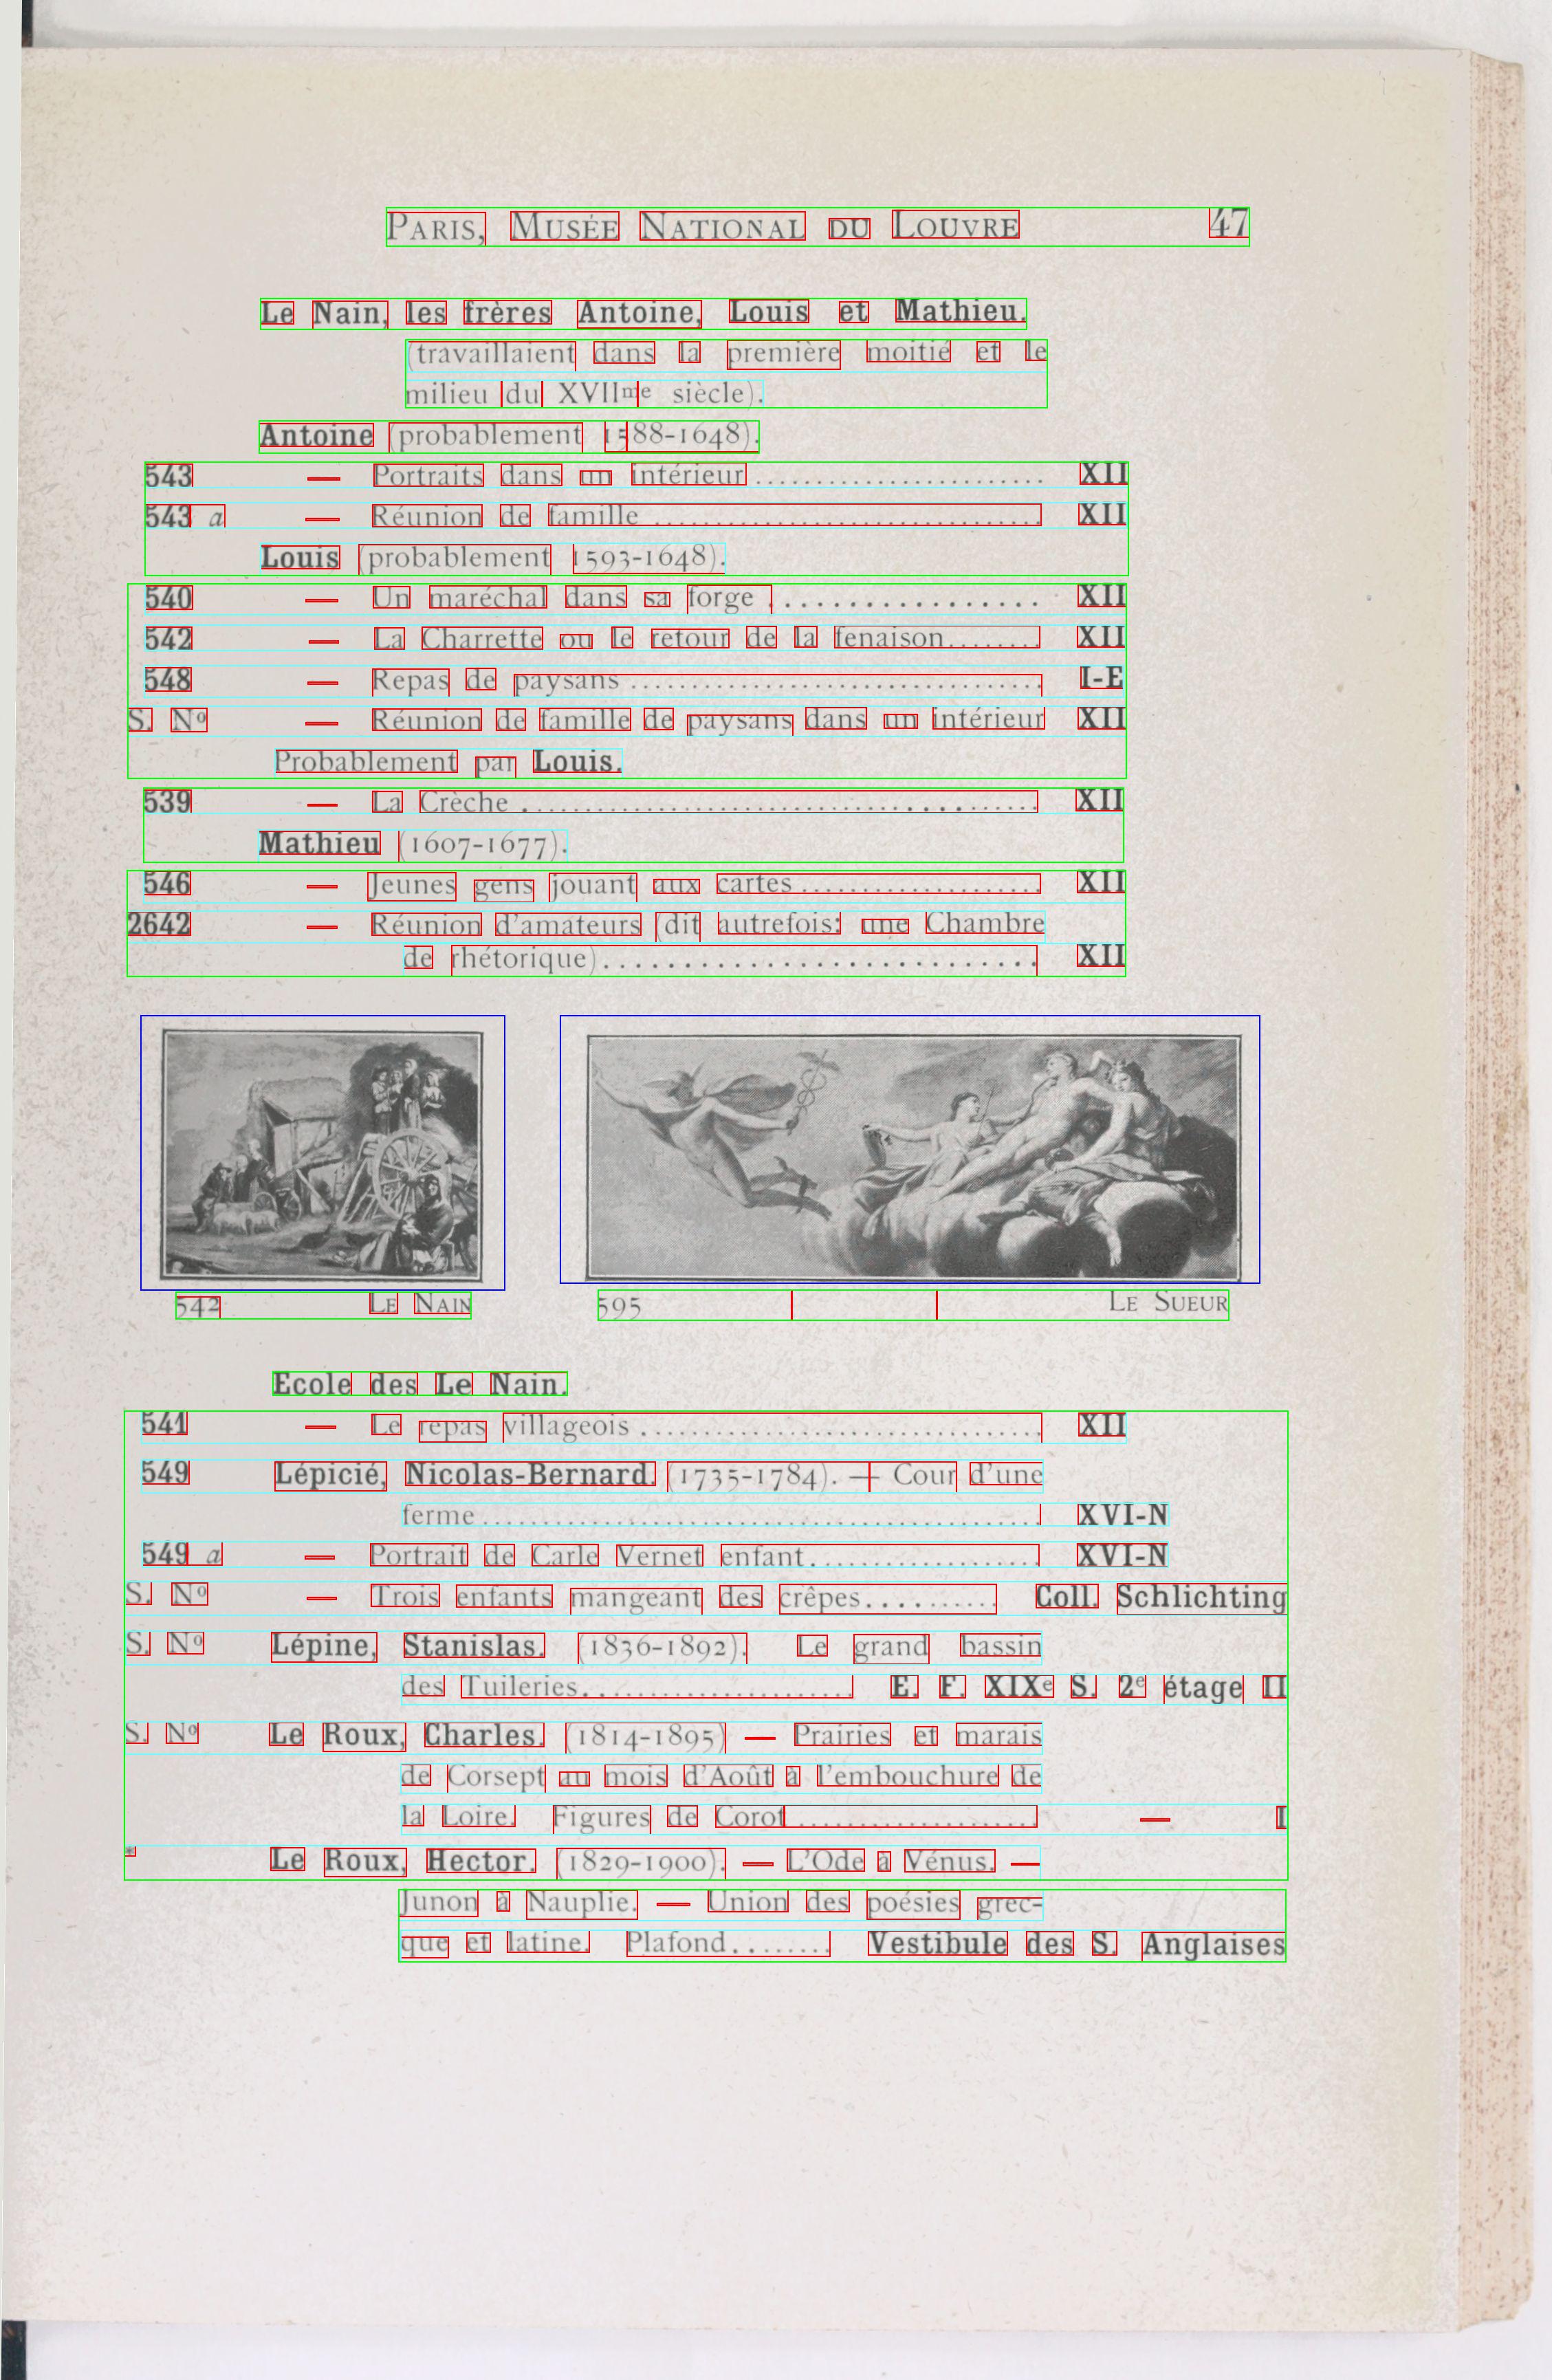 PARIS, MUSÉE NATIONAL DU LOUVRE 47
Le Nain, les frères Antoine, Louis et Mathieu.
(travaillaient dans la première moitié et le
milieu du XVIIme siècle).
Antoine (probablement 1588-1648).
543 — Portraits dans un intérieur ........................ XII
543 a — Réunion de famille ................................ XII
Louis (probablement 1593-1648).
540 — Un maréchal dans sa forge .................. XII
542 — La Charrette ou le retour de la fenaison........ XII
548 — Repas de paysans .................................. I-E
S. Nº — Réunion de famille de paysans dans un intérieur XII
Probablement par Louis.
539 — La Crèche ........................................... XII
Mathieu (1607-1677).
546 — Jeunes gens jouant aux cartes.................... XII
2642 — Réunion d'amateurs (dit autrefois: une Chambre
de rhétorique)............................ XII
542 LE NAIN
595 LE SUEUR
Ecole des Le Nain.
541 — Le repas villageois ................................. XII
549 Lépicié, Nicolas-Bernard. (1735-1784). — Cour d'une
ferme .............................................. XVI-N
549 a — Portrait de Carle Vernet enfant................... XVI-N
S. Nº — Trois enfants mangeant des crêpes.......... Coll. Schlichting
S. Nº Lépine, Stanislas. (1836-1892). Le grand bassin
des Tuileries...................... E. F. XIXe S. 2e étage II
S. Nº Le Roux, Charles. (1814-1895) — Prairies et marais
de Corsept au mois d'Août à l'embouchure de
la Loire. Figures de Corot .................... — I
* Le Roux, Hector. (1829-1900). — L'Ode à Vénus. —
Junon à Nauplie. — Union des poésies grec-
que et latine. Plafond........ Vestibule des S. Anglaises